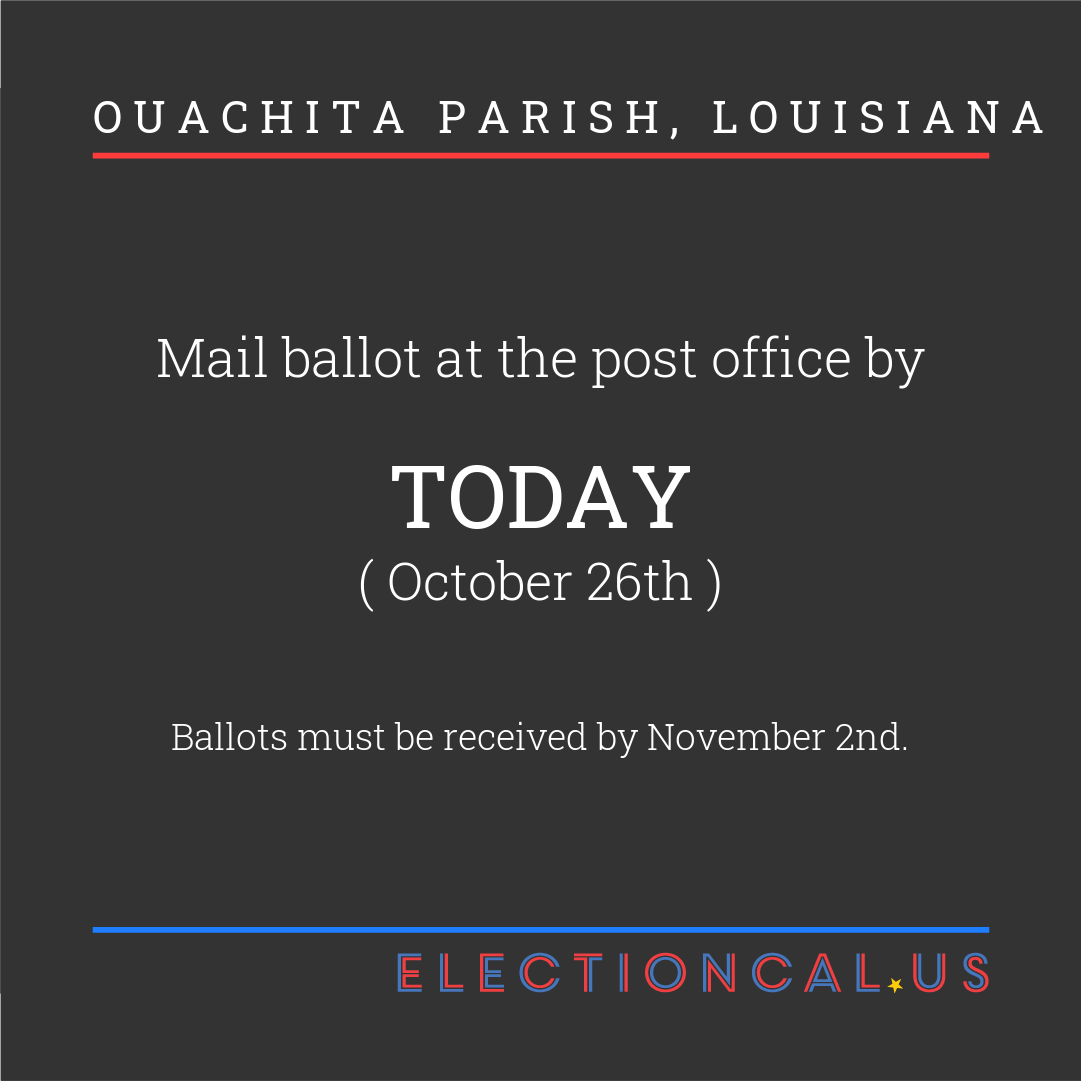 OUACHITA PARISH, LOUISIANA
Mail ballot at the post office by
TODAY
( October 26th )
Ballots must be received by November 2nd.
ELECTIONCAL.US